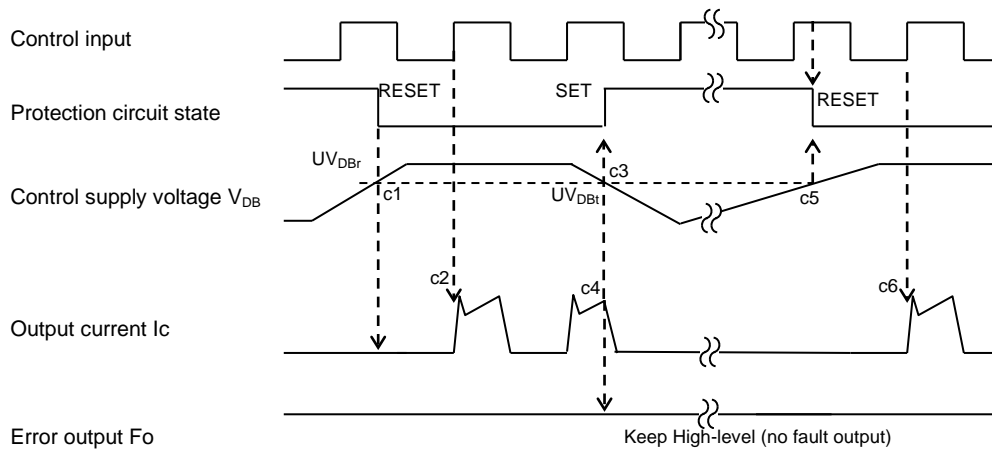 Control input
RESET
SET
RESET
Protection circuit state
UVDBr
c3
c1
UVDBt
c5
Control supply voltage VDB
c2
c4
c6
Output current Ic
Error output Fo
Keep High-level (no fault output)